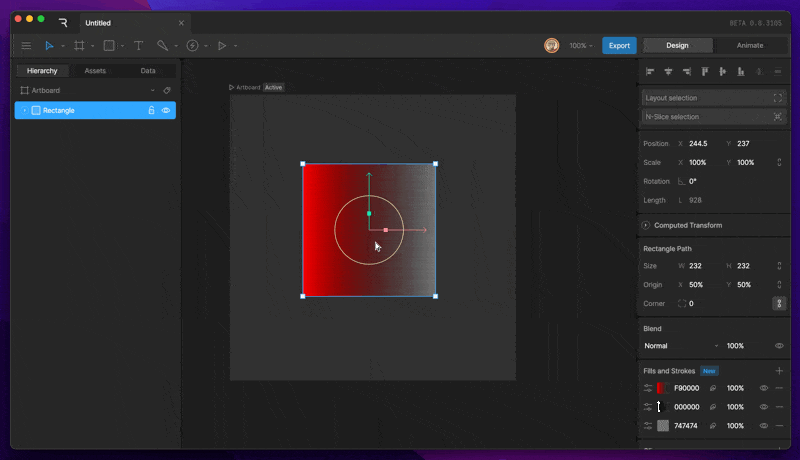 Untitled
BETA 0.8.3105
100%
Export
Design
Animate
Hierarchy
Assets
Data
Artboard
Rectangle
Artboard
Active
Layout selection
N-Slice selection
Position X 244.5 Y 237
Scale X 100% Y 100%
Rotation 0°
Length L 928
Computed Transform
Rectangle Path
Size W 232 H 232
Origin X 50% Y 50%
Corner 0
Blend
Normal 100%
Fills and Strokes New
F90000 100%
000000 100%
747474 100%